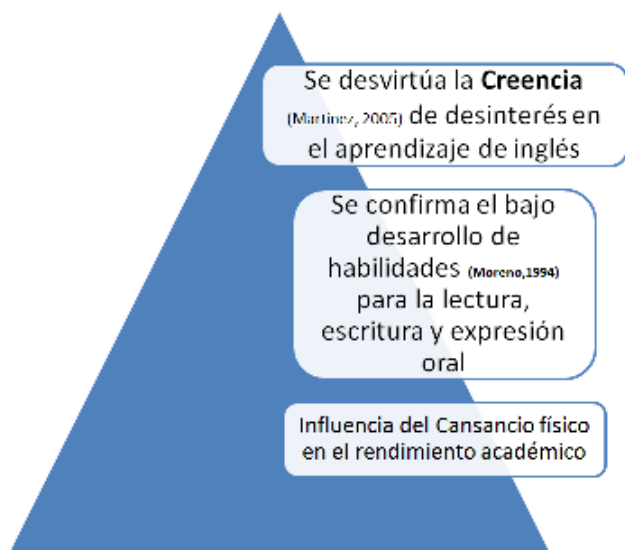 Se desvirtúa la Creencia
(Martinez, 2005) de desinterés en
el aprendizaje de inglés
Se confirma el bajo
desarrollo de
habilidades (Moreno,1994)
para la lectura,
escritura y expresión
oral
Influencia del Cansancio físico
en el rendimiento académico